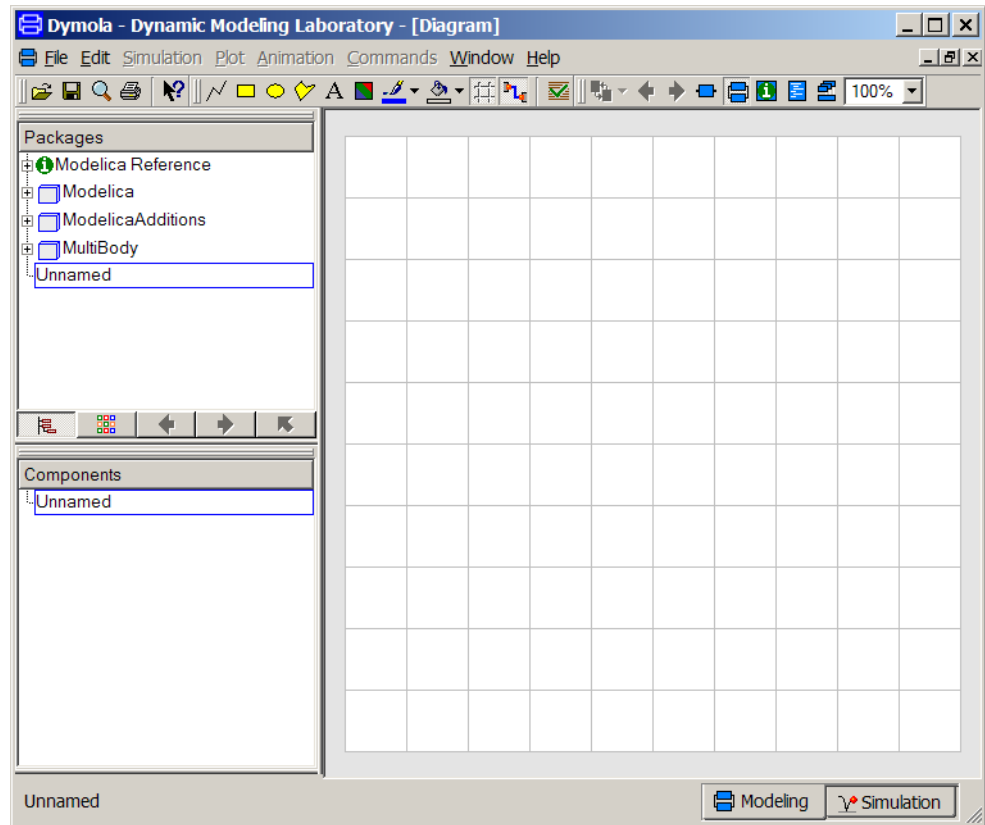 Dymola - Dynamic Modeling Laboratory - [Diagram]
File Edit Simulation Plot Animation Commands Window Help
A 100%
Packages
Modelica Reference
Modelica
ModelicaAdditions
MultiBody
Unnamed
Components
Unnamed
Unnamed Modeling Simulation